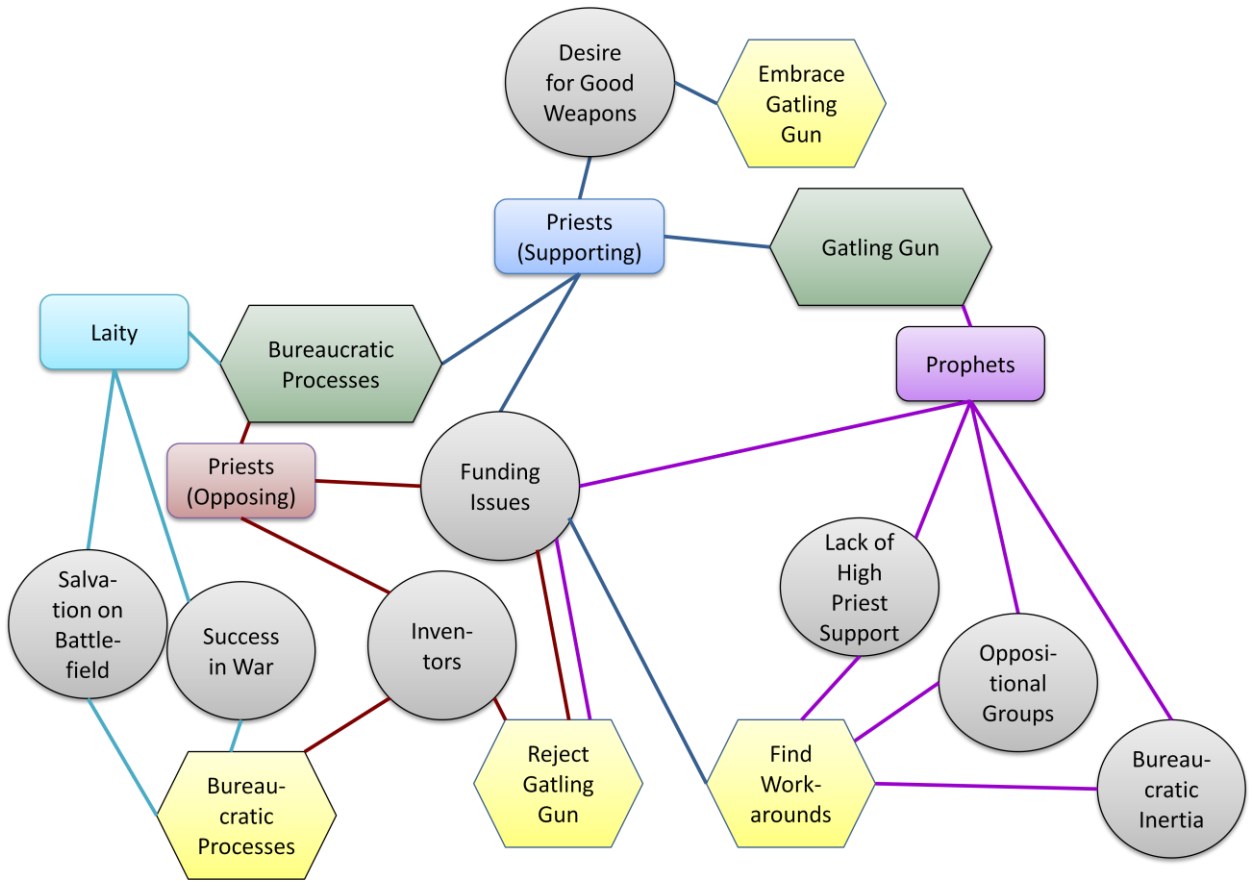 Desire
for Good
Weapons
Embrace
Gatling
Gun
Priests
(Supporting)
Gatling Gun
Laity
Bureaucratic
Processes
Prophets
Priests
(Opposing)
Funding
Issues
Lack of
High
Priest
Support
Salva-
tion on
Battle-
field
Success
in War
Inven-
tors
Opposi-
tional
Groups
Bureau-
cratic
Processes
Reject
Gatling
Gun
Find
Work-
arounds
Bureau-
cratic
Inertia